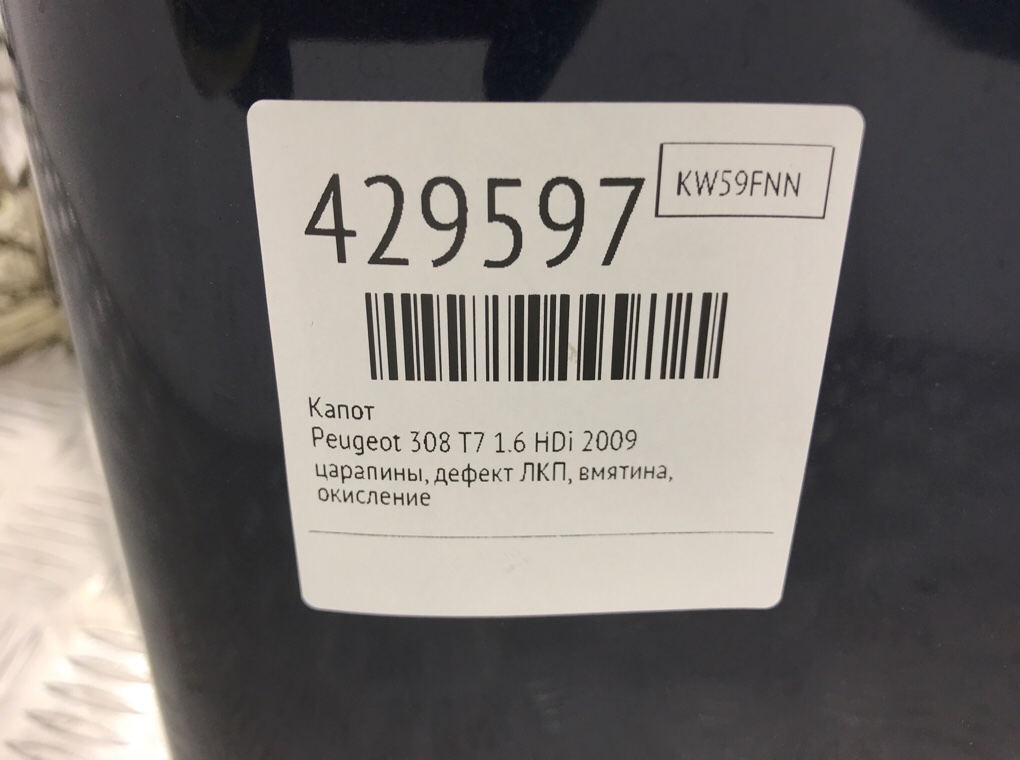 KW59FNN
429597
Капот
Peugeot 308 T7 1.6 HDi 2009
царапины, дефект ЛКП, вмятина,
окисление